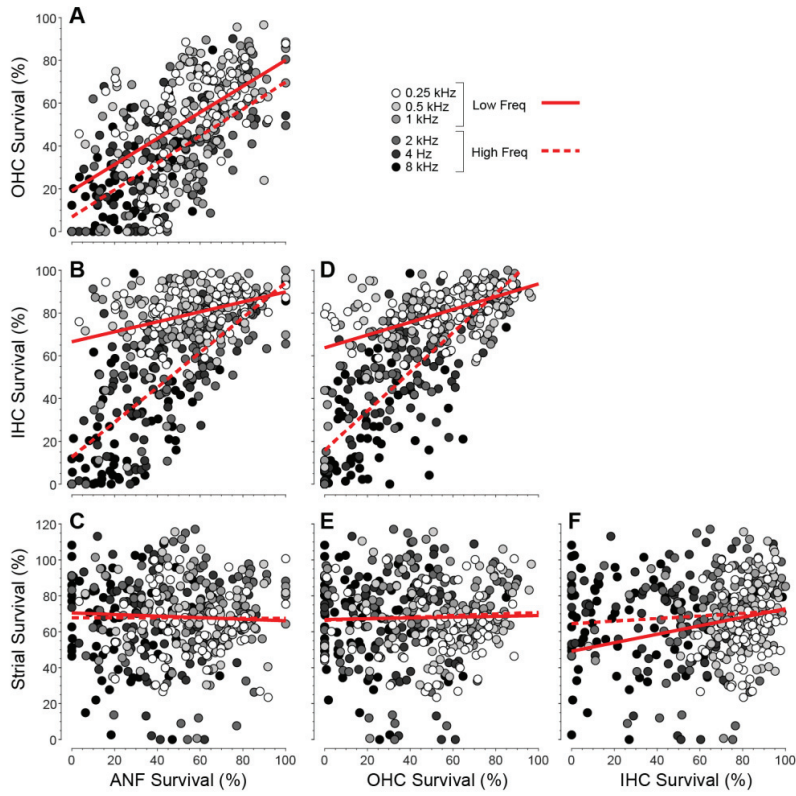 A
100
80
60
40
20
0
OHC Survival (%)
0.25 kHz
0.5 kHz
1 kHz
Low Freq
2 kHz
4 Hz
8 kHz
High Freq
B
100
80
60
40
20
0
IHC Survival (%)
D
C
120
100
80
60
40
20
0
Strial Survival (%)
0 20 40 60 80 100
ANF Survival (%)
E
0 20 40 60 80 100
OHC Survival (%)
F
0 20 40 60 80 100
IHC Survival (%)